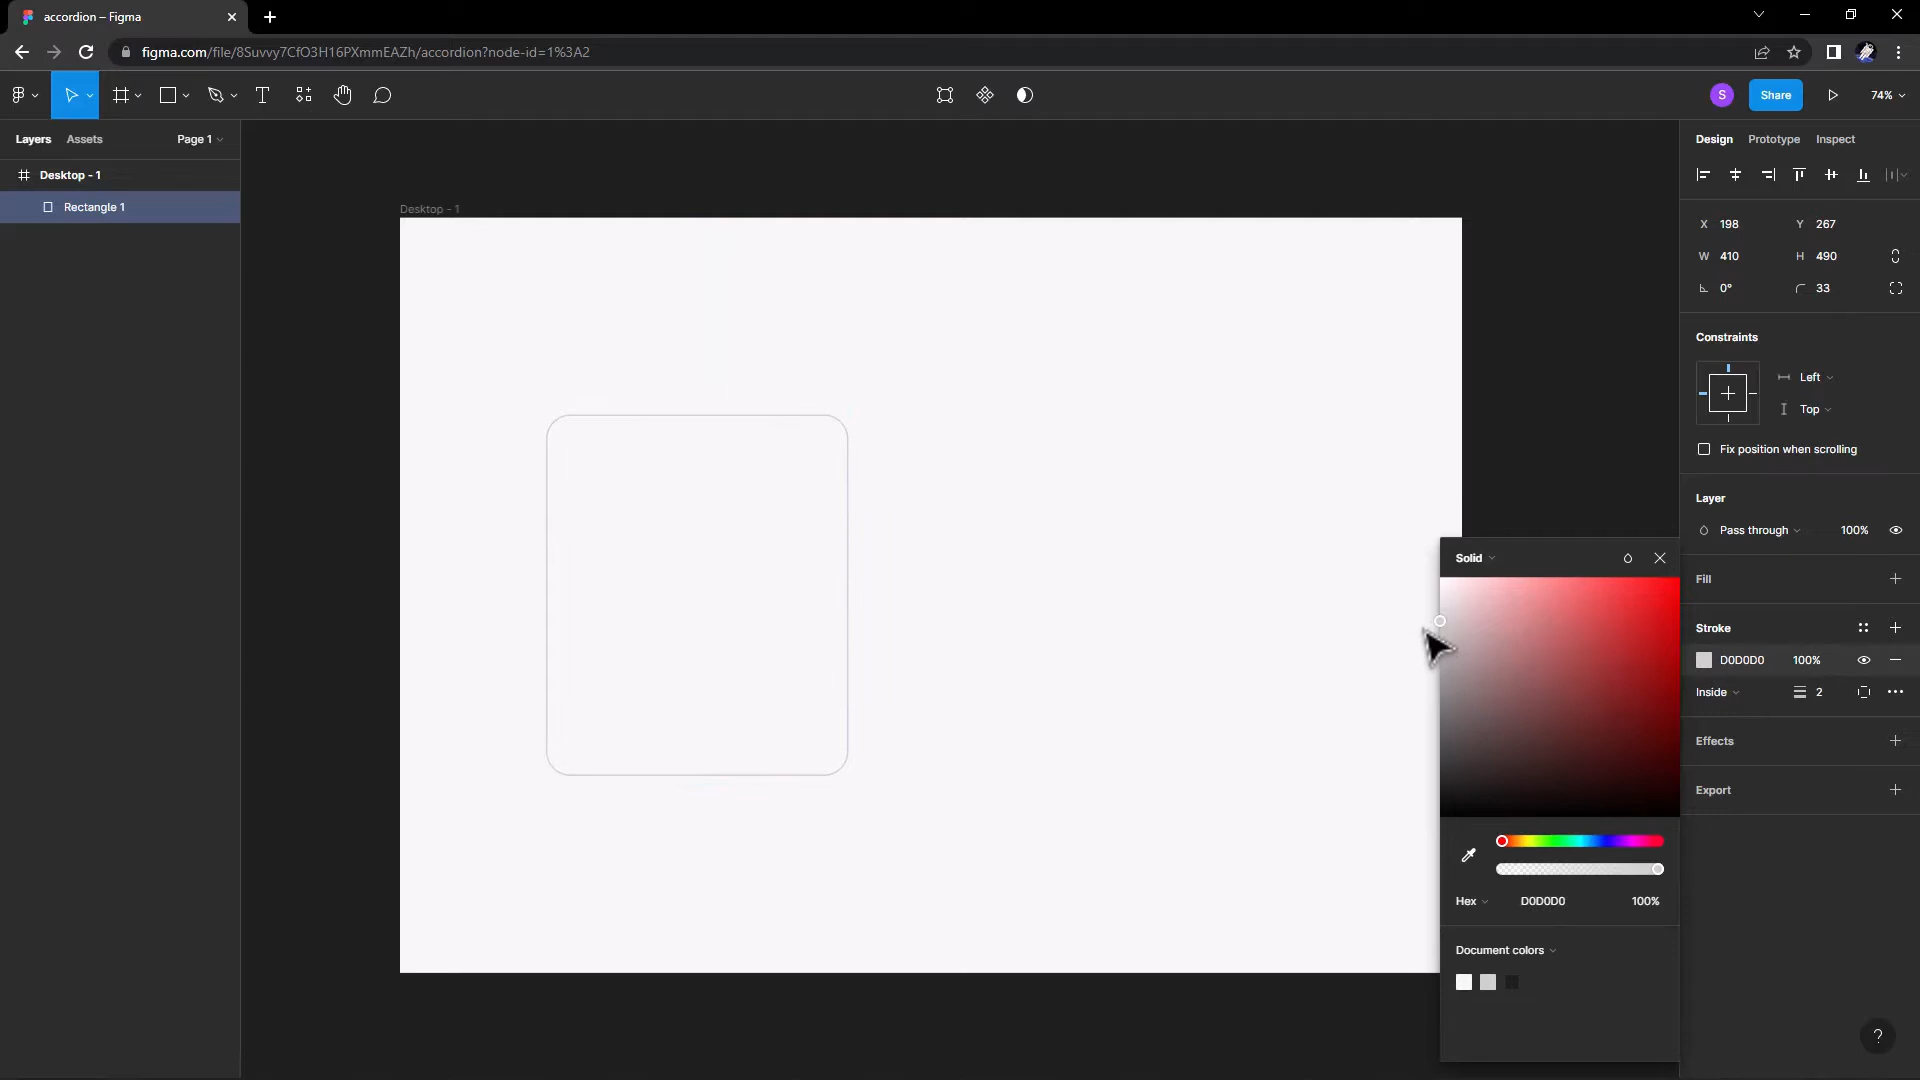 accordion – Figma
figma.com/file/8Suvvy7CfO3H16PXmmEAZh/accordion?node-id=1%3A2
S
Share
74%
Layers
Assets
Page 1
Design
Prototype
Inspect
Desktop - 1
Rectangle 1
Desktop - 1
X 198
Y 267
W 410
H 490
0°
33
Constraints
Left
Top
Fix position when scrolling
Layer
Pass through
100%
Fill
Stroke
D0D0D0
100%
Inside
2
Effects
Export
Solid
Hex
D0D0D0
100%
Document colors
?